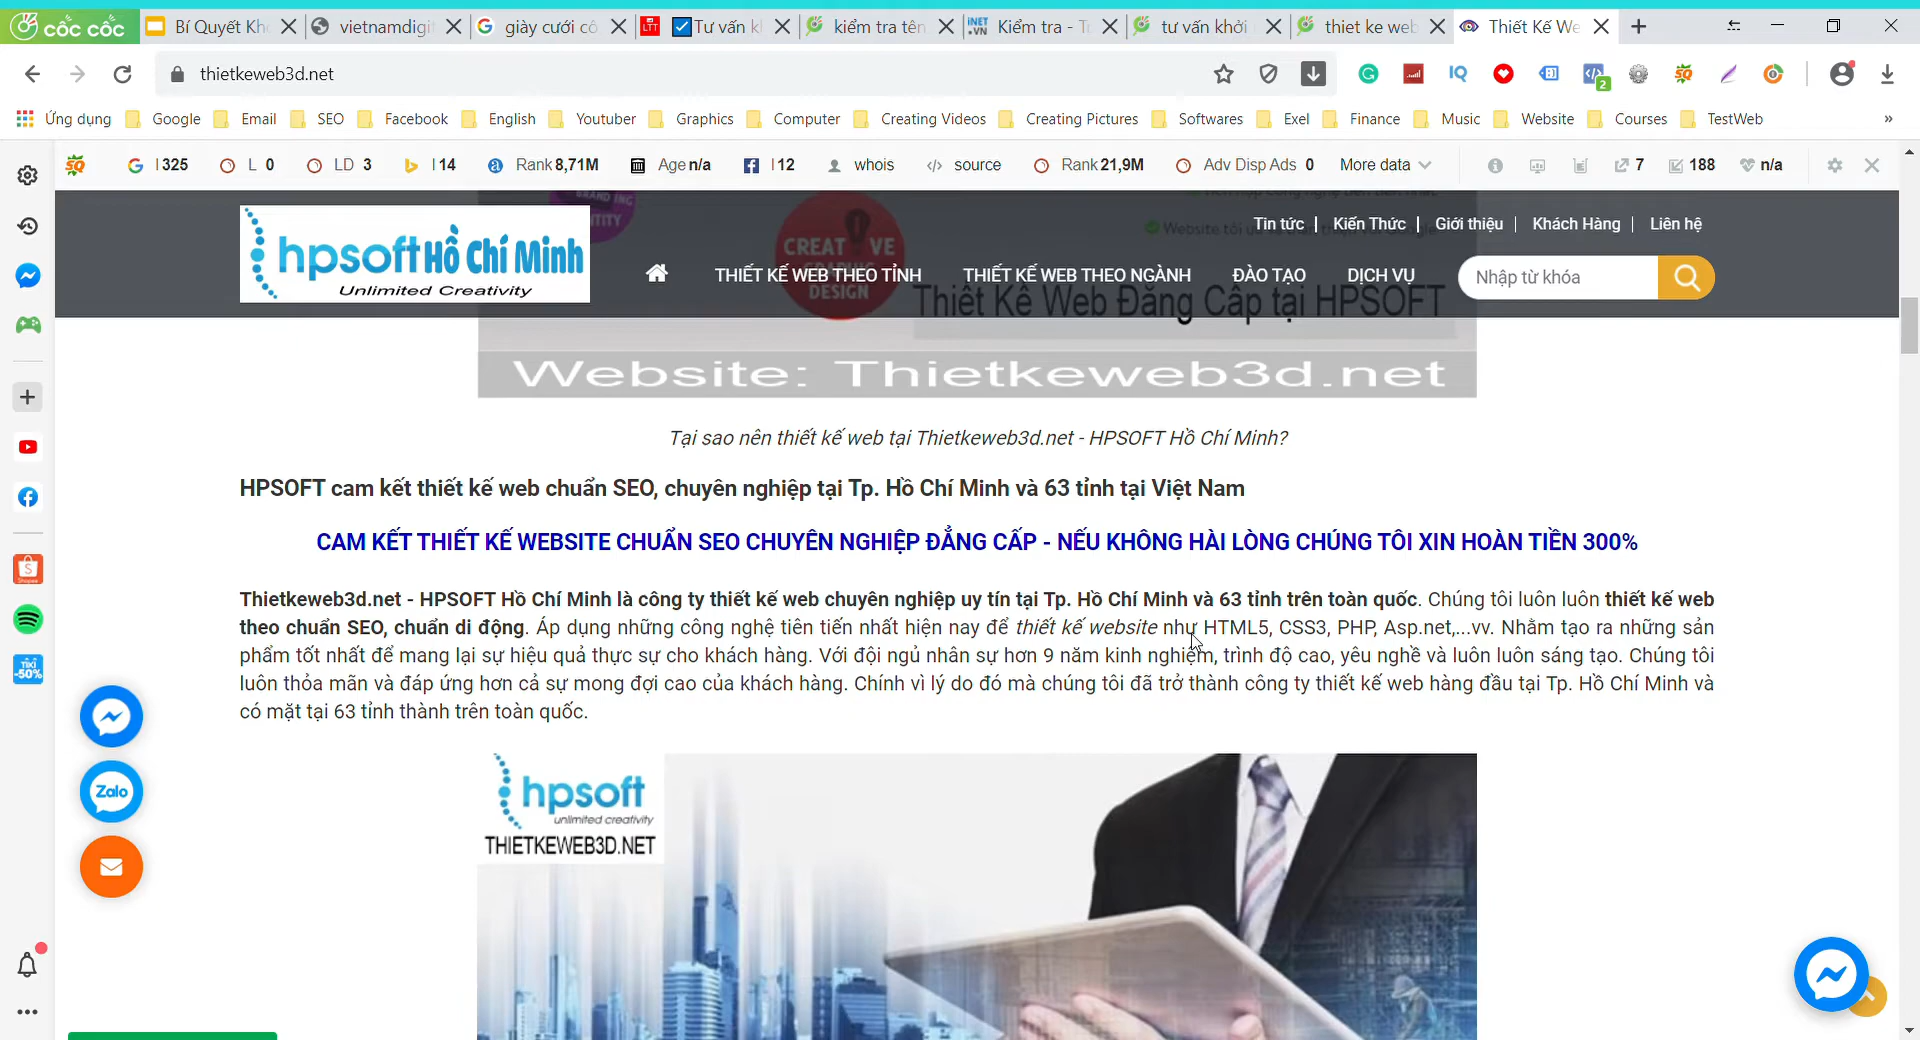 cốc cốc
Bí Quyết Kh
vietnamdigi
giày cưới cô
LTT
Tư vấn k
kiểm tra tên
iNET .VN
Kiểm tra - T
tư vấn khởi
thiet ke web
Thiết Kế We
thietkeweb3d.net
IQ
2
Ứng dụng
Google
Email
SEO
Facebook
English
Youtuber
Graphics
Computer
Creating Videos
Creating Pictures
Softwares
Exel
Finance
Music
Website
Courses
TestWeb
»
I 325
L 0
LD 3
I 14
Rank 8,71M
Age n/a
I 12
whois
source
Rank 21,9M
Adv Disp Ads 0
More data
7
188
n/a
Tin tức | Kiến Thức | Giới thiệu | Khách Hàng | Liên hệ
hpsoft Hồ Chí Minh
Unlimited Creativity
THIẾT KẾ WEB THEO TỈNH
THIẾT KẾ WEB THEO NGÀNH
ĐÀO TẠO
DỊCH VỤ
Nhập từ khóa
CREAT VE
DESIGN
Thiết Kế Web Đẳng Cấp tại HPSOFT
Website: Thietkeweb3d.net
Tại sao nên thiết kế web tại Thietkeweb3d.net - HPSOFT Hồ Chí Minh?
HPSOFT cam kết thiết kế web chuẩn SEO, chuyên nghiệp tại Tp. Hồ Chí Minh và 63 tỉnh tại Việt Nam
CAM KẾT THIẾT KẾ WEBSITE CHUẨN SEO CHUYÊN NGHIỆP ĐẲNG CẤP - NẾU KHÔNG HÀI LÒNG CHÚNG TÔI XIN HOÀN TIỀN 300%
Thietkeweb3d.net - HPSOFT Hồ Chí Minh là công ty thiết kế web chuyên nghiệp uy tín tại Tp. Hồ Chí Minh và 63 tỉnh trên toàn quốc. Chúng tôi luôn luôn thiết kế web
theo chuẩn SEO, chuẩn di động. Áp dụng những công nghệ tiên tiến nhất hiện nay để thiết kế website như HTML5, CSS3, PHP, Asp.net,...vv. Nhằm tạo ra những sản
phẩm tốt nhất để mang lại sự hiệu quả thực sự cho khách hàng. Với đội ngủ nhân sự hơn 9 năm kinh nghiệm, trình độ cao, yêu nghề và luôn luôn sáng tạo. Chúng tôi
luôn thỏa mãn và đáp ứng hơn cả sự mong đợi cao của khách hàng. Chính vì lý do đó mà chúng tôi đã trở thành công ty thiết kế web hàng đầu tại Tp. Hồ Chí Minh và
có mặt tại 63 tỉnh thành trên toàn quốc.
TIKI
-50%
Zalo
hpsoft
unlimited creativity
THIETKEWEB3D.NET